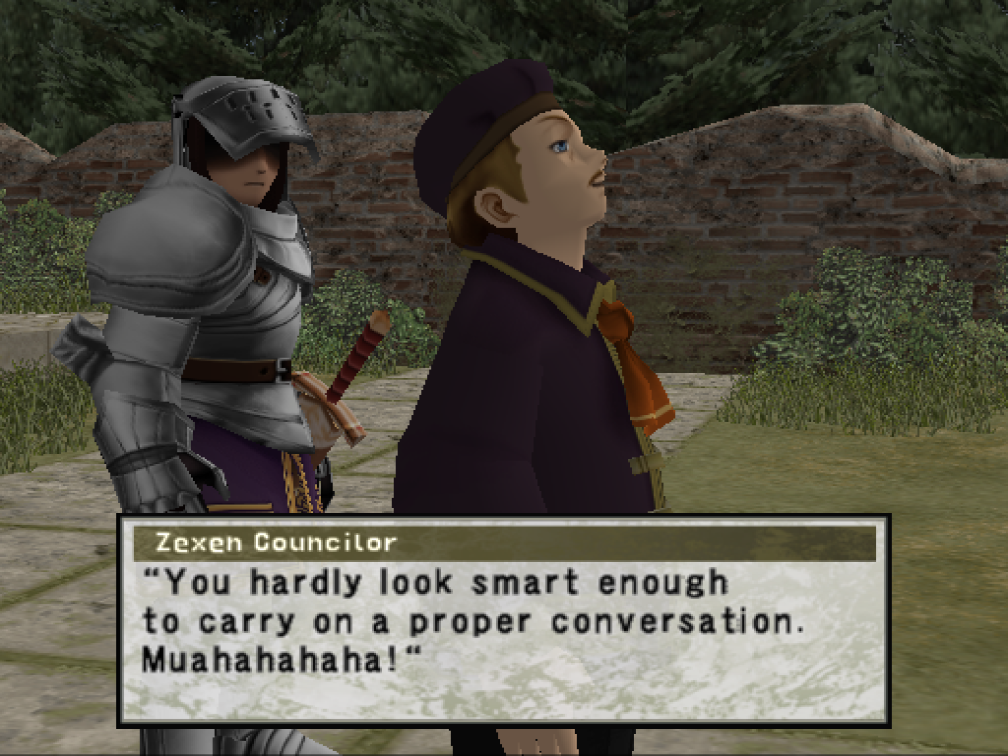 Zexen Councilor
“You hardly look smart enough
to carry on a proper conversation.
Muahahahaha!“